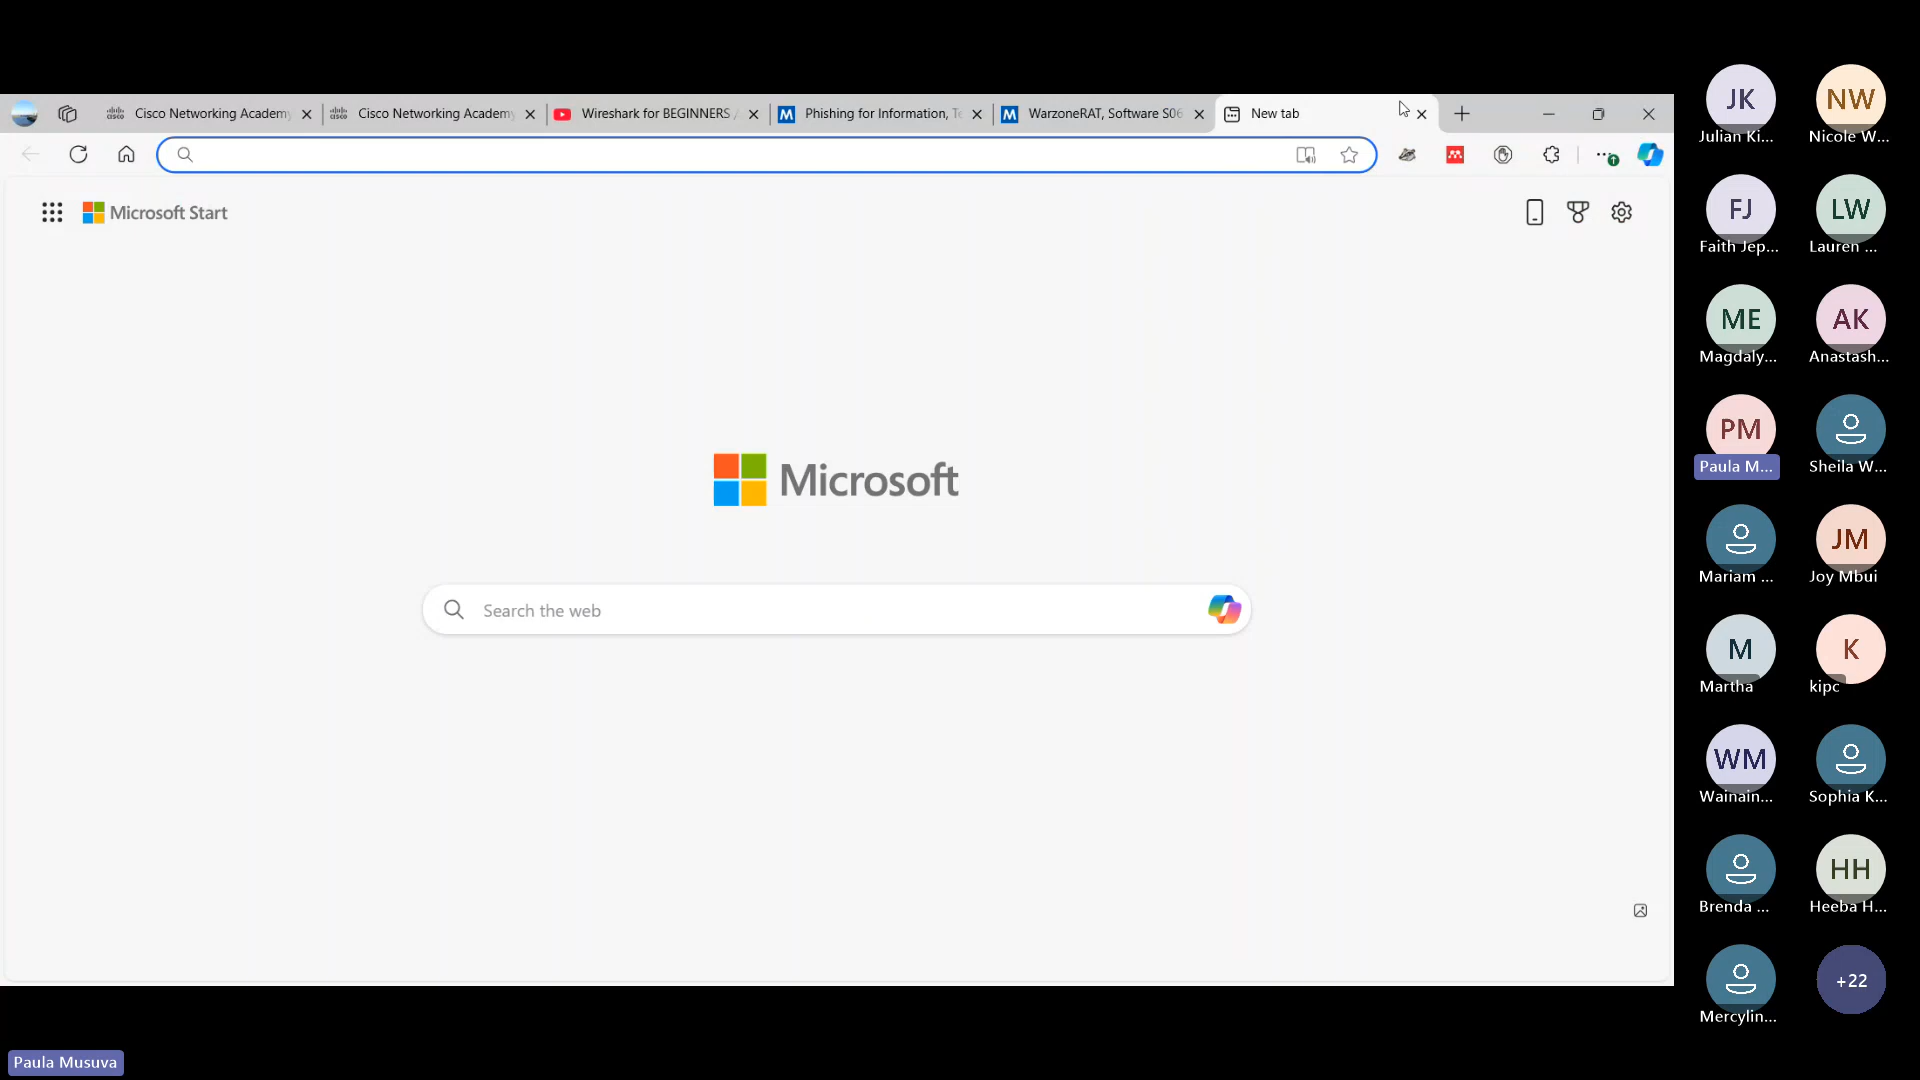 Cisco Networking Academy
Cisco Networking Academy
Wireshark for BEGINNERS
Phishing for Information, Te
WarzoneRAT, Software S06
New tab
Microsoft Start
Microsoft
Search the web
JK
Julian Ki...
NW
Nicole W...
FJ
Faith Jep...
LW
Lauren ...
ME
Magdaly...
AK
Anastash...
PM
Paula M...
Sheila W...
Mariam ...
JM
Joy Mbui
M
Martha
K
kipc
WM
Wainain...
Sophia K...
Brenda ...
HH
Heeba H...
Mercylin...
+22
Paula Musuva